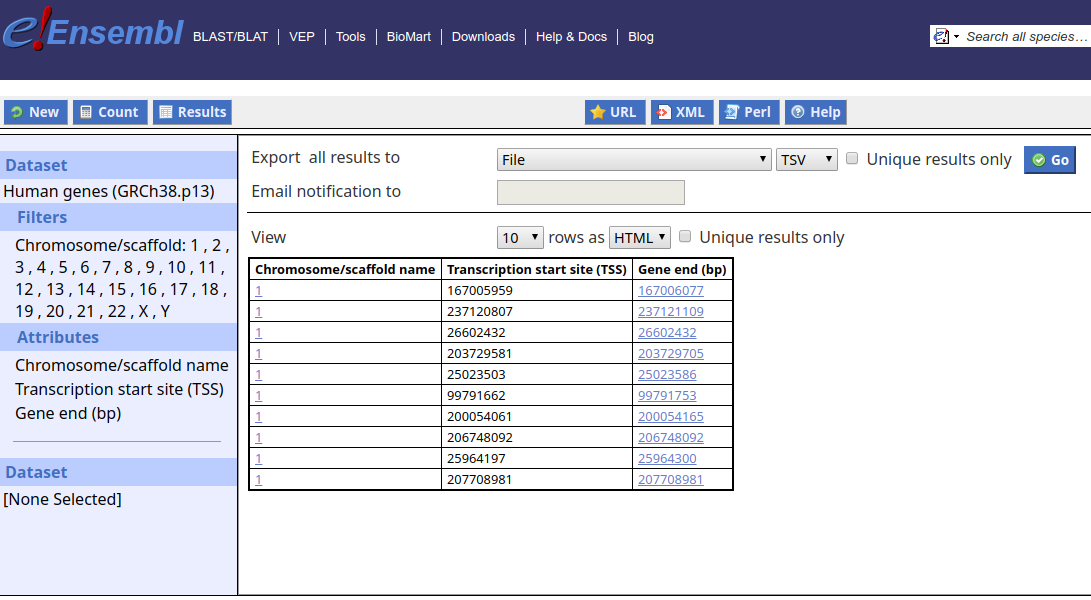 e!Ensembl BLAST/BLAT VEP Tools BioMart Downloads Help & Docs Blog e! Search all species...
New Count Results URL XML Perl Help
Dataset
Human genes (GRCh38.p13)
Filters
Chromosome/scaffold: 1 , 2 ,
3 , 4 , 5 , 6 , 7 , 8 , 9 , 10 , 11 ,
12 , 13 , 14 , 15 , 16 , 17 , 18 ,
19 , 20 , 21 , 22 , X , Y
Attributes
Chromosome/scaffold name
Transcription start site (TSS)
Gene end (bp)
Dataset
[None Selected]
Export all results to File TSV Unique results only Go
Email notification to
View 10 rows as HTML Unique results only
Chromosome/scaffold name Transcription start site (TSS) Gene end (bp)
1 167005959 167006077
1 237120807 237121109
1 26602432 26602432
1 203729581 203729705
1 25023503 25023586
1 99791662 99791753
1 200054061 200054165
1 206748092 206748092
1 25964197 25964300
1 207708981 207708981